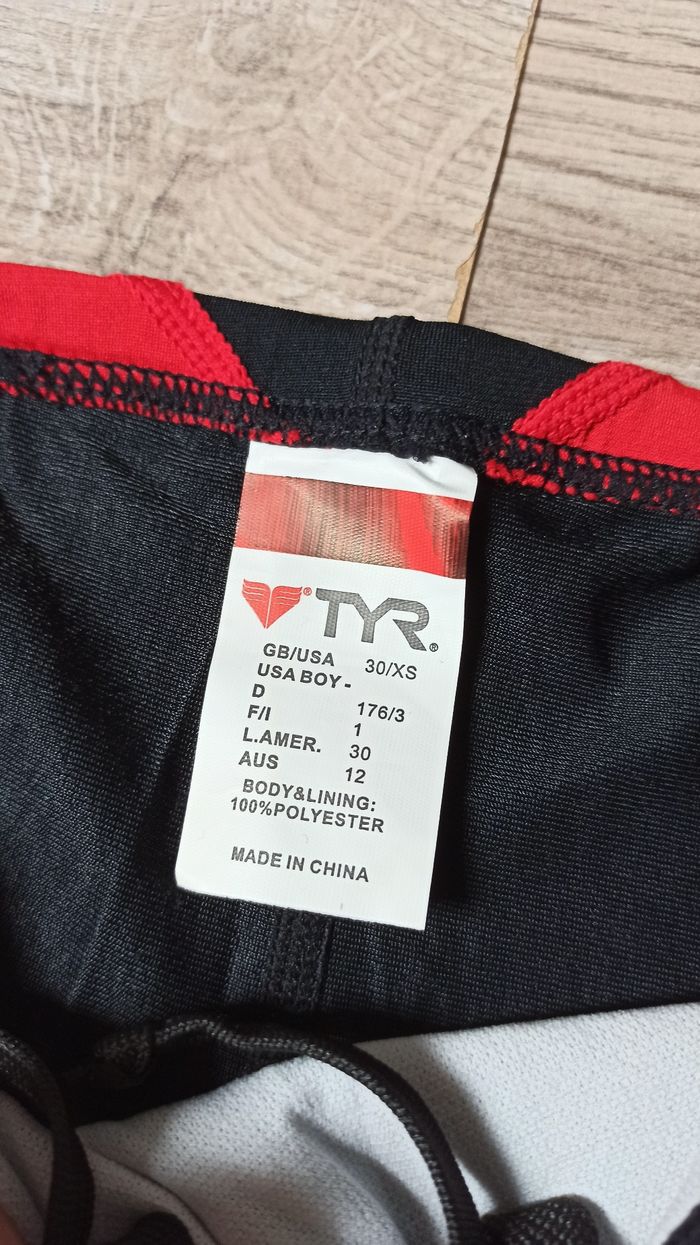 ® TYR®
GB/USA 30/XS
USA BOY -
D 176/3
F/I 1
L.AMER. 30
AUS 12
BODY&LINING:
100%POLYESTER
MADE IN CHINA